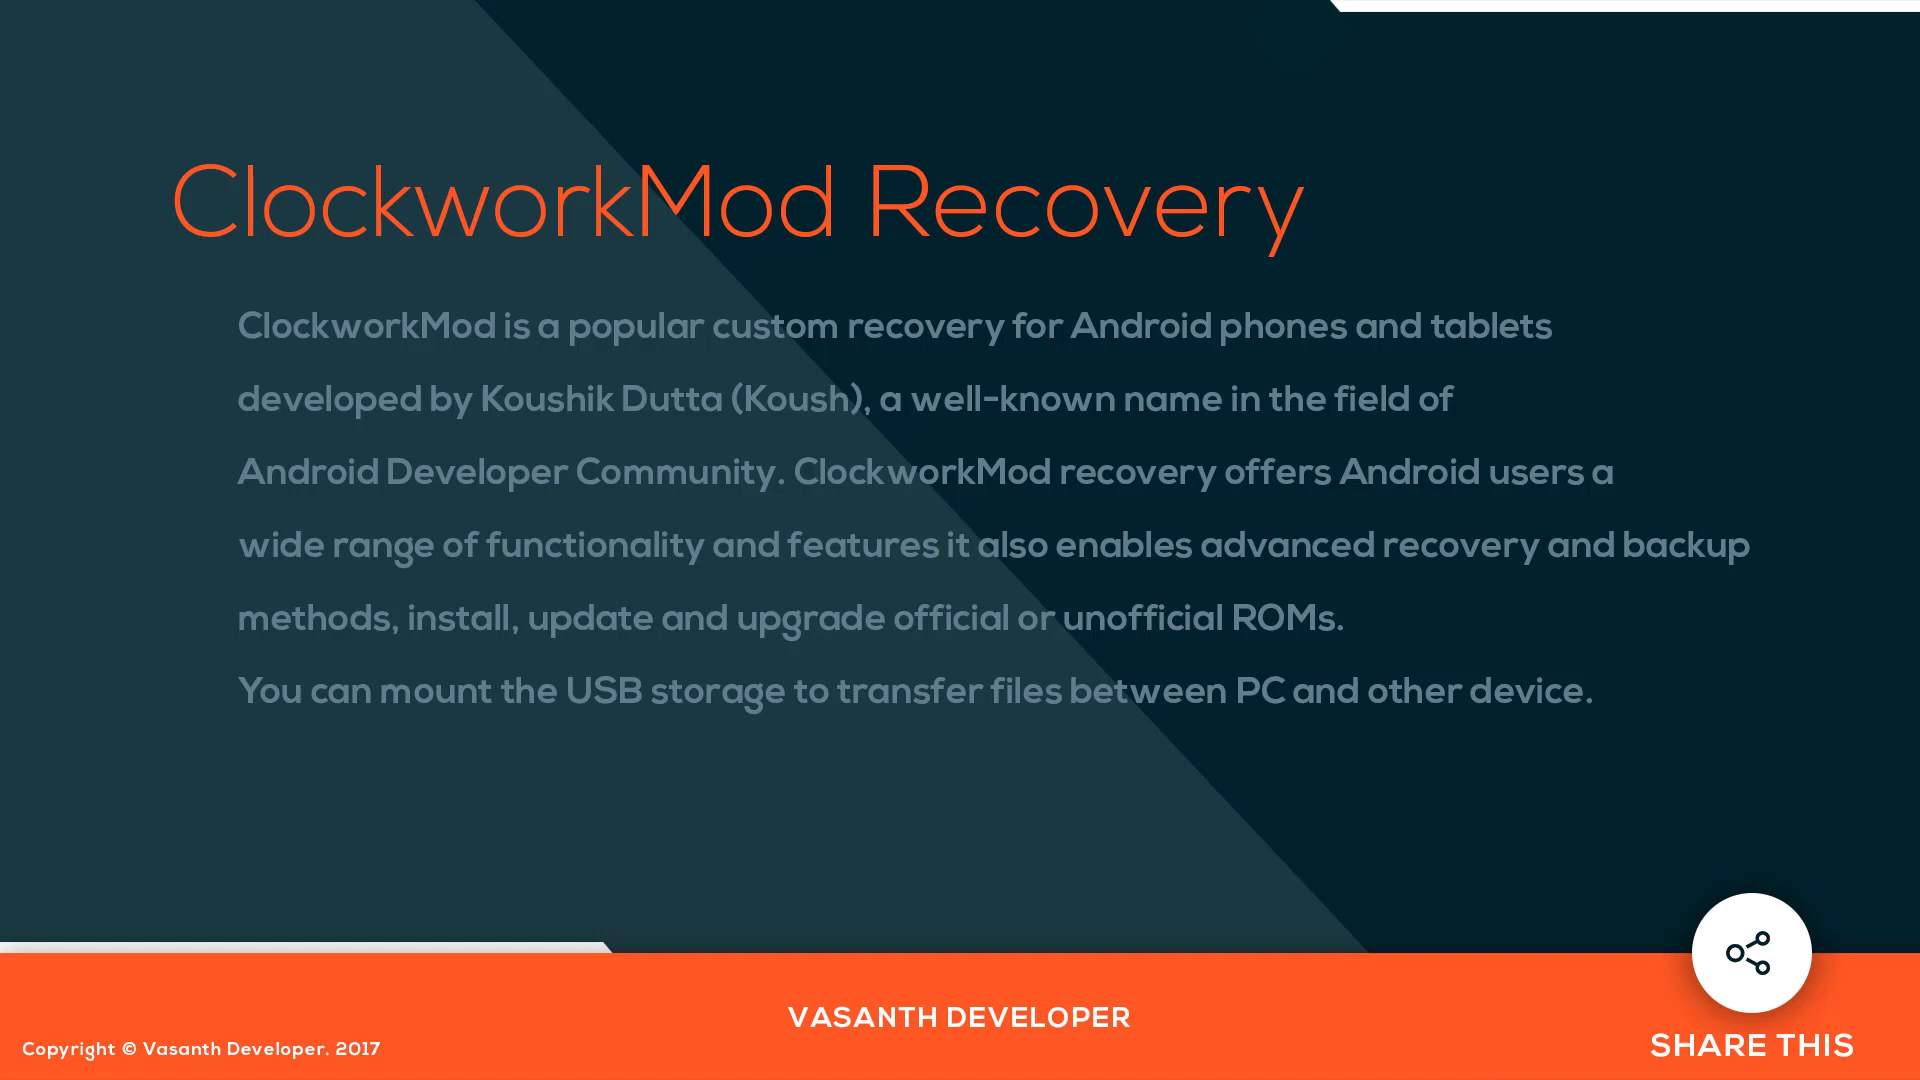 ClockworkMod Recovery
ClockworkMod is a popular custom recovery for Android phones and tablets
developed by Koushik Dutta (Koush), a well-known name in the field of
Android Developer Community. ClockworkMod recovery offers Android users a
wide range of functionality and features it also enables advanced recovery and backup
methods, install, update and upgrade official or unofficial ROMs.
You can mount the USB storage to transfer files between PC and other device.
VASANTH DEVELOPER
Copyright © Vasanth Developer. 2017
SHARE THIS